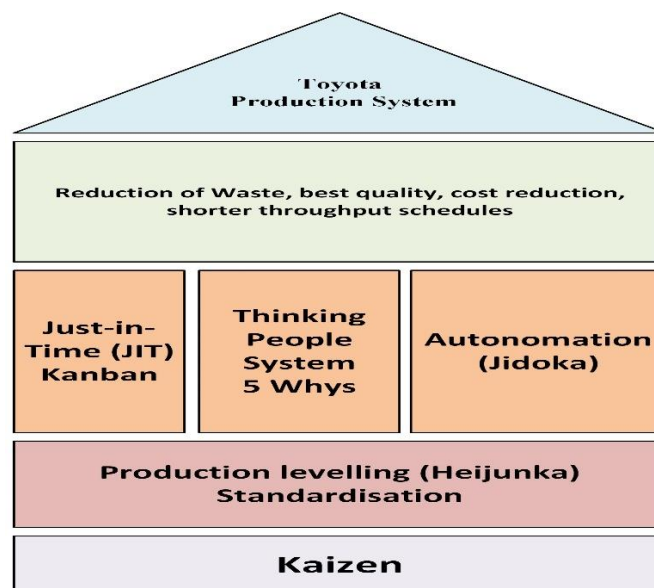 Toyota
Production System
Reduction of Waste, best quality, cost reduction,
shorter throughput schedules
Just-in-
Time (JIT)
Kanban
Thinking
People
System
5 Whys
Autonomation
(Jidoka)
Production levelling (Heijunka)
Standardisation
Kaizen